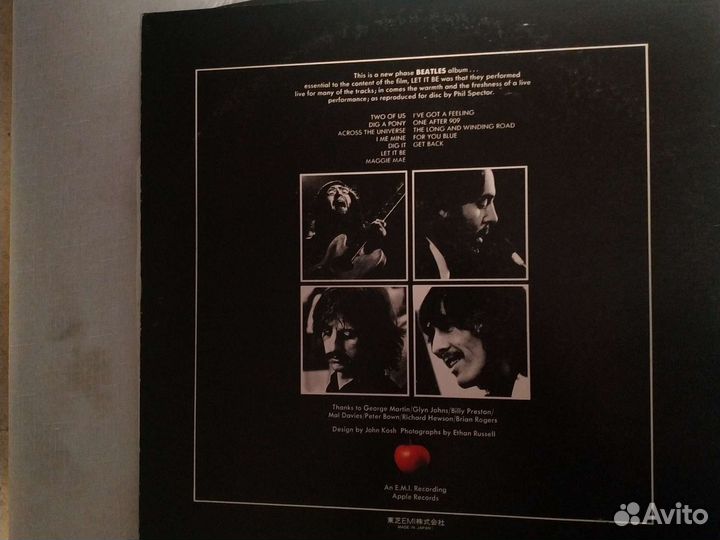 This is a new phase BEATLES album . . .
essential to the content of the film, LET IT BE was that they performed
live for many of the tracks; in comes the warmth and the freshness of a live
performance; as reproduced for disc by Phil Spector.
TWO OF US
DIG A PONY
ACROSS THE UNIVERSE
I ME MINE
DIG IT
LET IT BE
MAGGIE MAE
I'VE GOT A FEELING
ONE AFTER 909
THE LONG AND WINDING ROAD
FOR YOU BLUE
GET BACK
Thanks to George Martin/Glyn Johns/Billy Preston/
Mal Davies/Peter Bown/Richard Hewson/Brian Rogers
Design by John Kosh Photographs by Ethan Russell
An E.M.I. Recording
Apple Records
東芝EMI株式会社
(MADE IN JAPAN)
Avito